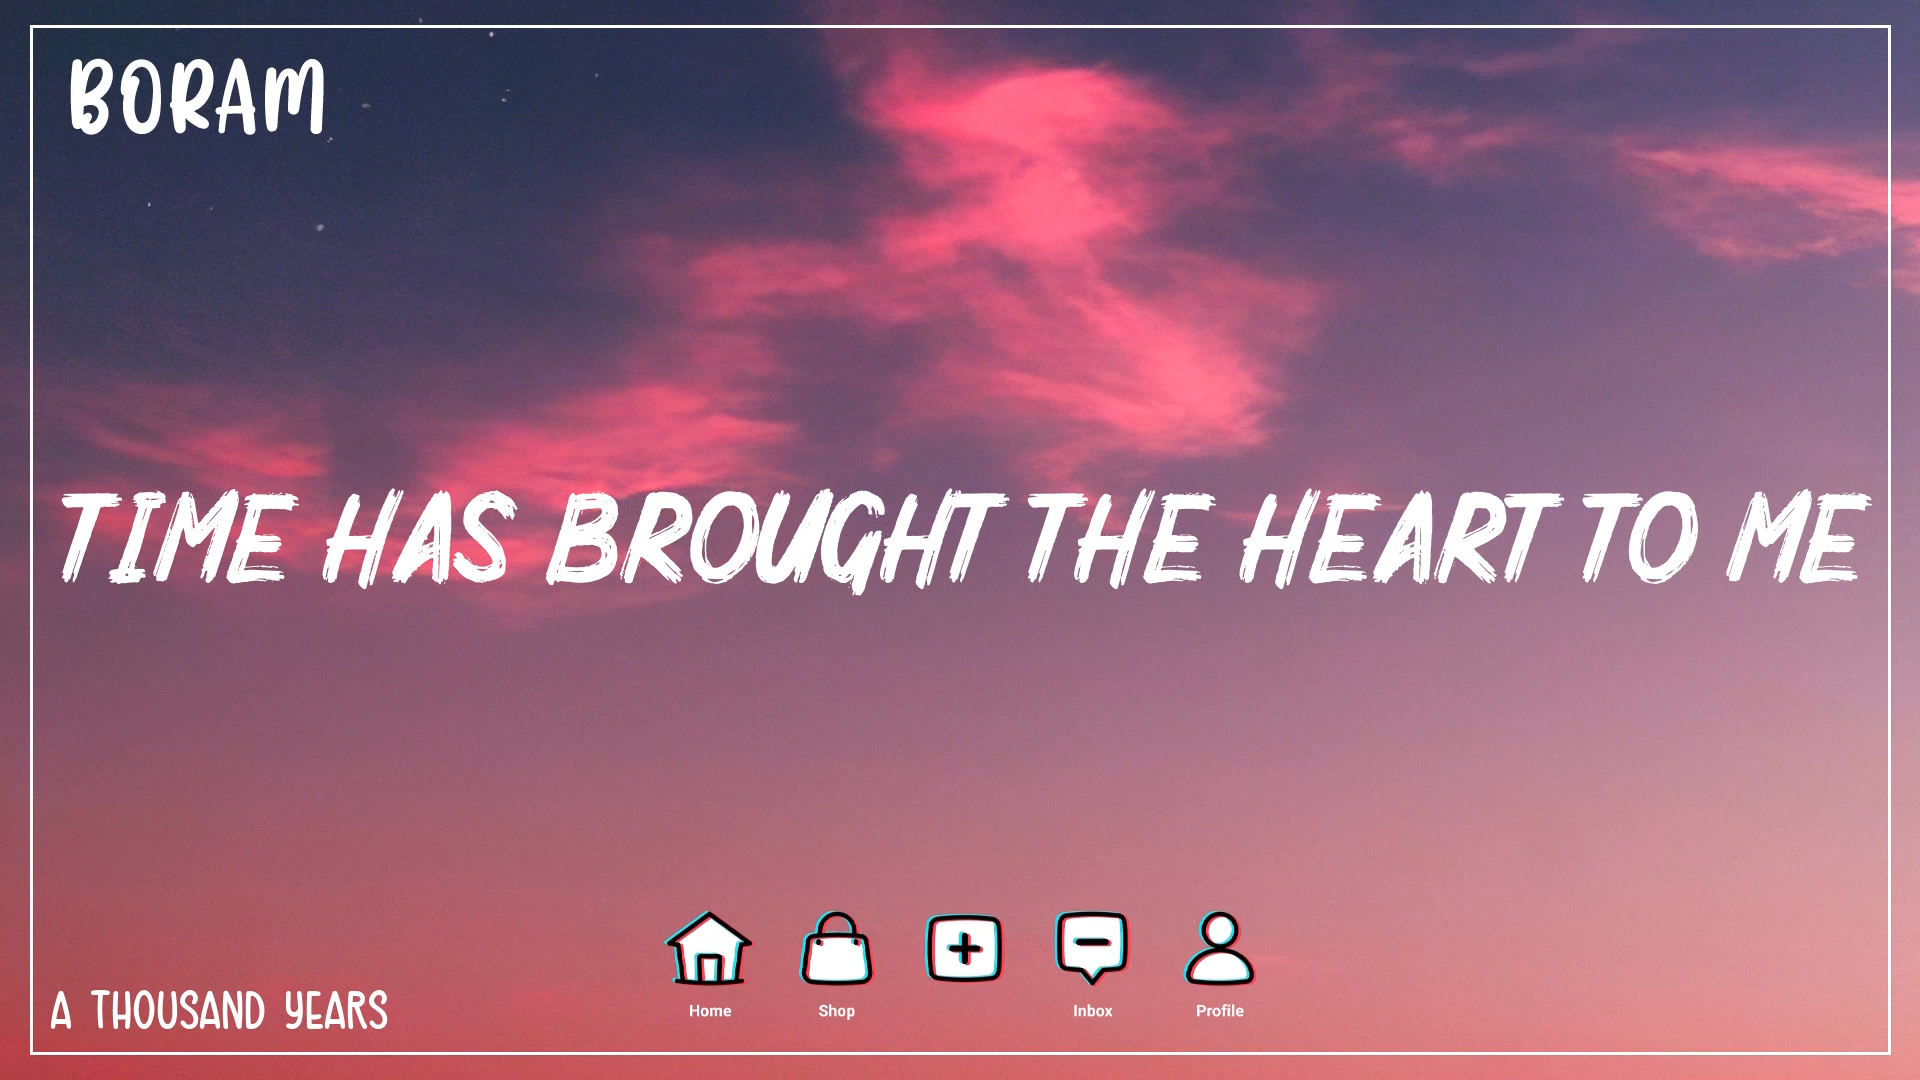 BORAM
TIME HAS BROUGHT THE HEART TO ME
Home
Shop
Inbox
Profile
A THOUSAND YEARS